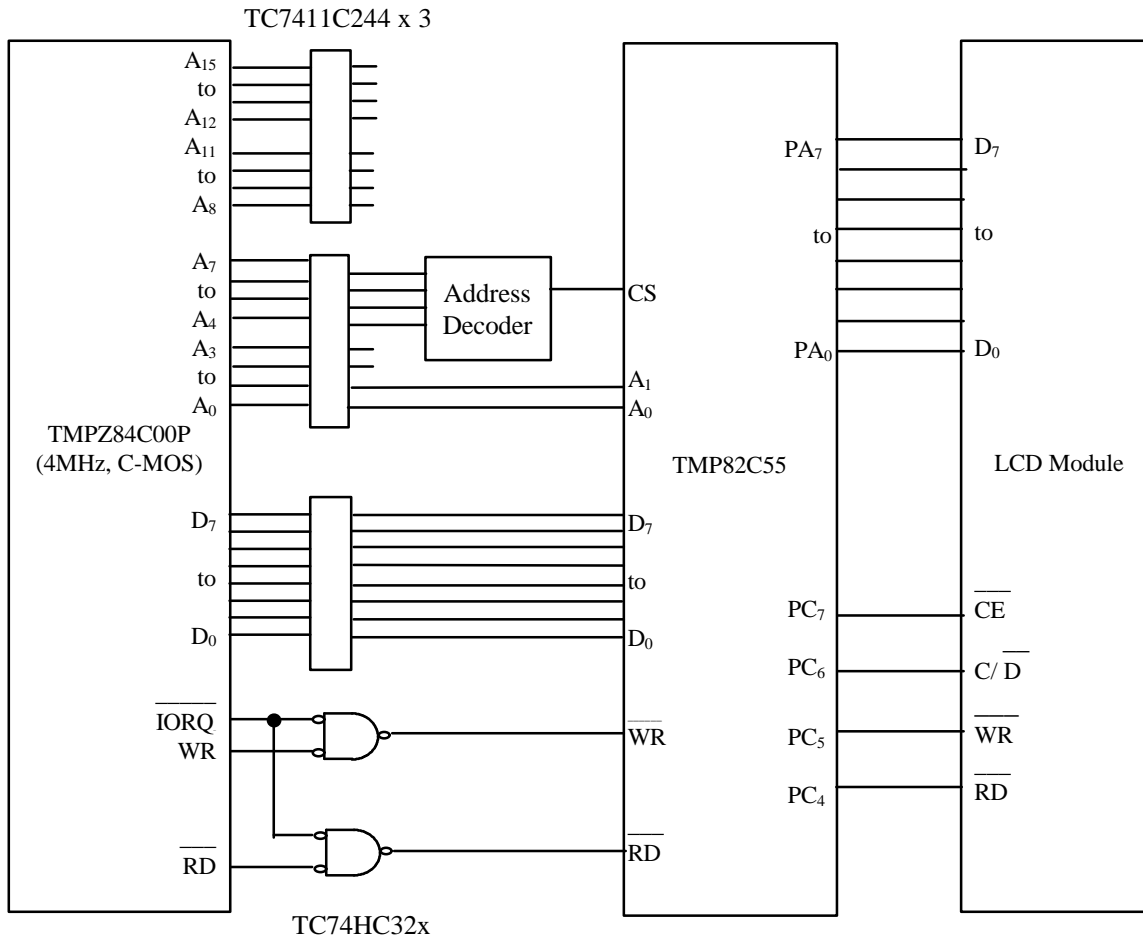 TC7411C244 x 3
A15
to
A12
A11
to
A8
A7
to
A4
A3
to
A0
TMPZ84C00P
(4MHz, C-MOS)
D7
to
D0
IORQ
WR
RD
TC74HC32x
Address
Decoder
CS
A1
A0
TMP82C55
D7
to
D0
WR
RD
PA7
to
PA0
PC7
PC6
PC5
PC4
D7
to
D0
LCD Module
CE
C/ D
WR
RD